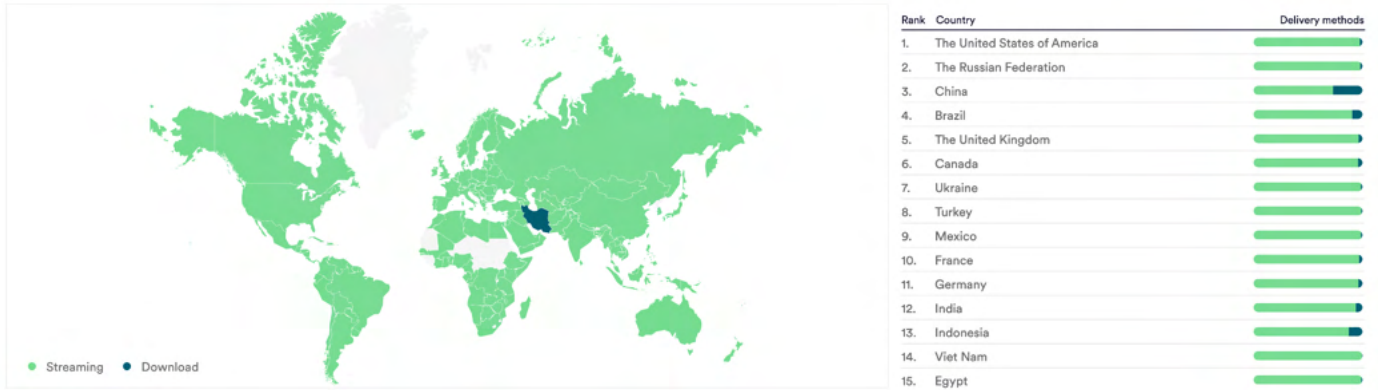 Rank Country Delivery methods
1. The United States of America
2. The Russian Federation
3. China
4. Brazil
5. The United Kingdom
6. Canada
7. Ukraine
8. Turkey
9. Mexico
10. France
11. Germany
12. India
13. Indonesia
14. Viet Nam
15. Egypt
Streaming Download